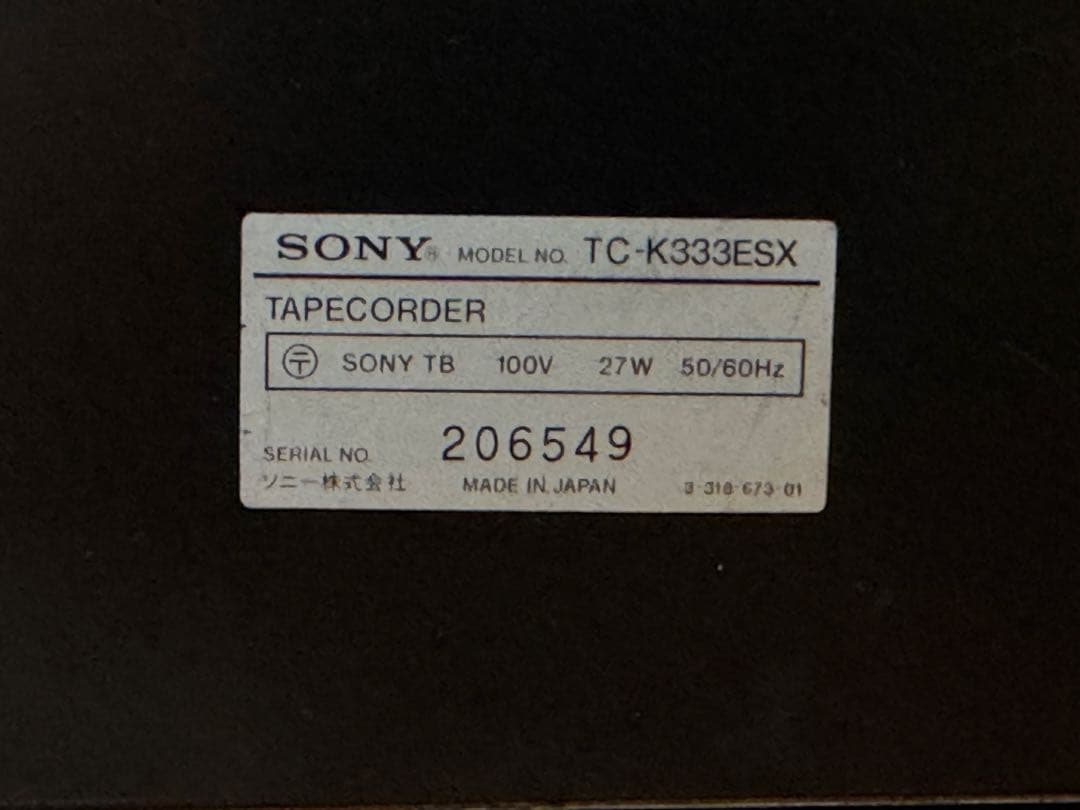 SONY® MODEL NO. TC-K333ESX
TAPECORDER
〶 SONY TB 100V 27W 50/60Hz
SERIAL NO. 206549
ソニー株式会社 MADE IN JAPAN 3-318-673-01